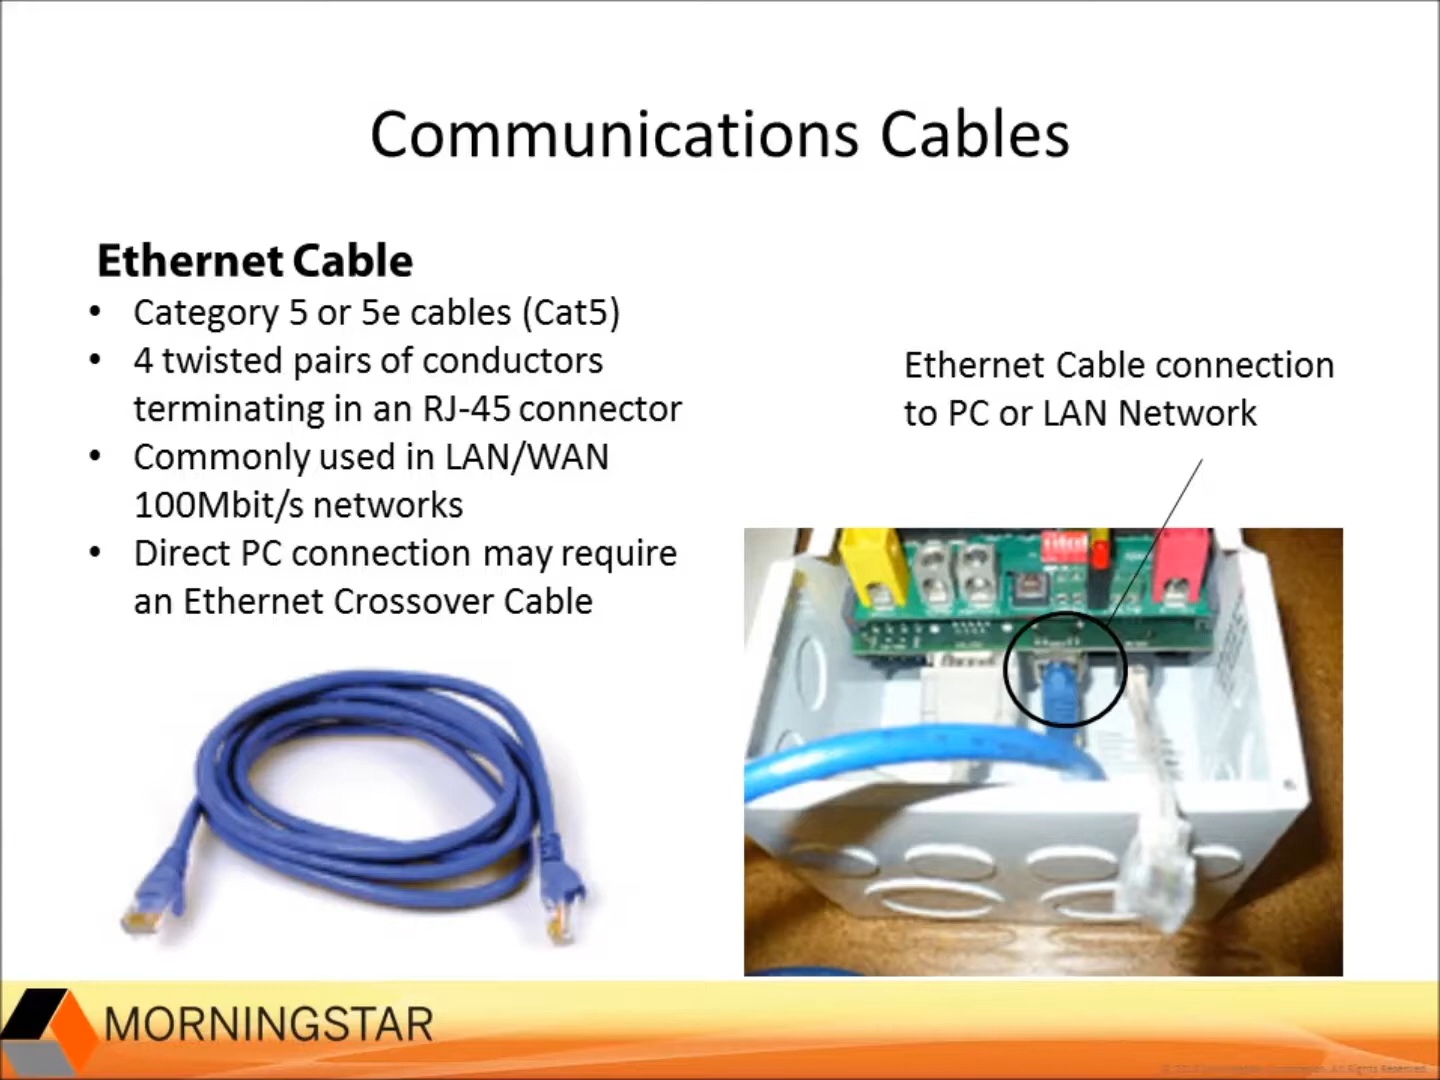 Communications Cables
Ethernet Cable
• Category 5 or 5e cables (Cat5)
• 4 twisted pairs of conductors
terminating in an RJ-45 connector
• Commonly used in LAN/WAN
100Mbit/s networks
• Direct PC connection may require
an Ethernet Crossover Cable
Ethernet Cable connection
to PC or LAN Network
MORNINGSTAR